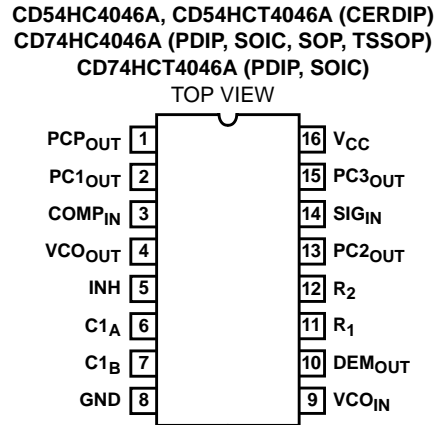 CD54HC4046A, CD54HCT4046A (CERDIP)
CD74HC4046A (PDIP, SOIC, SOP, TSSOP)
CD74HCT4046A (PDIP, SOIC)
TOP VIEW
PCPOUT 1 16 VCC
PC1OUT 2 15 PC3OUT
COMPIN 3 14 SIGIN
VCOOUT 4 13 PC2OUT
INH 5 12 R2
C1A 6 11 R1
C1B 7 10 DEMOUT
GND 8 9 VCOIN